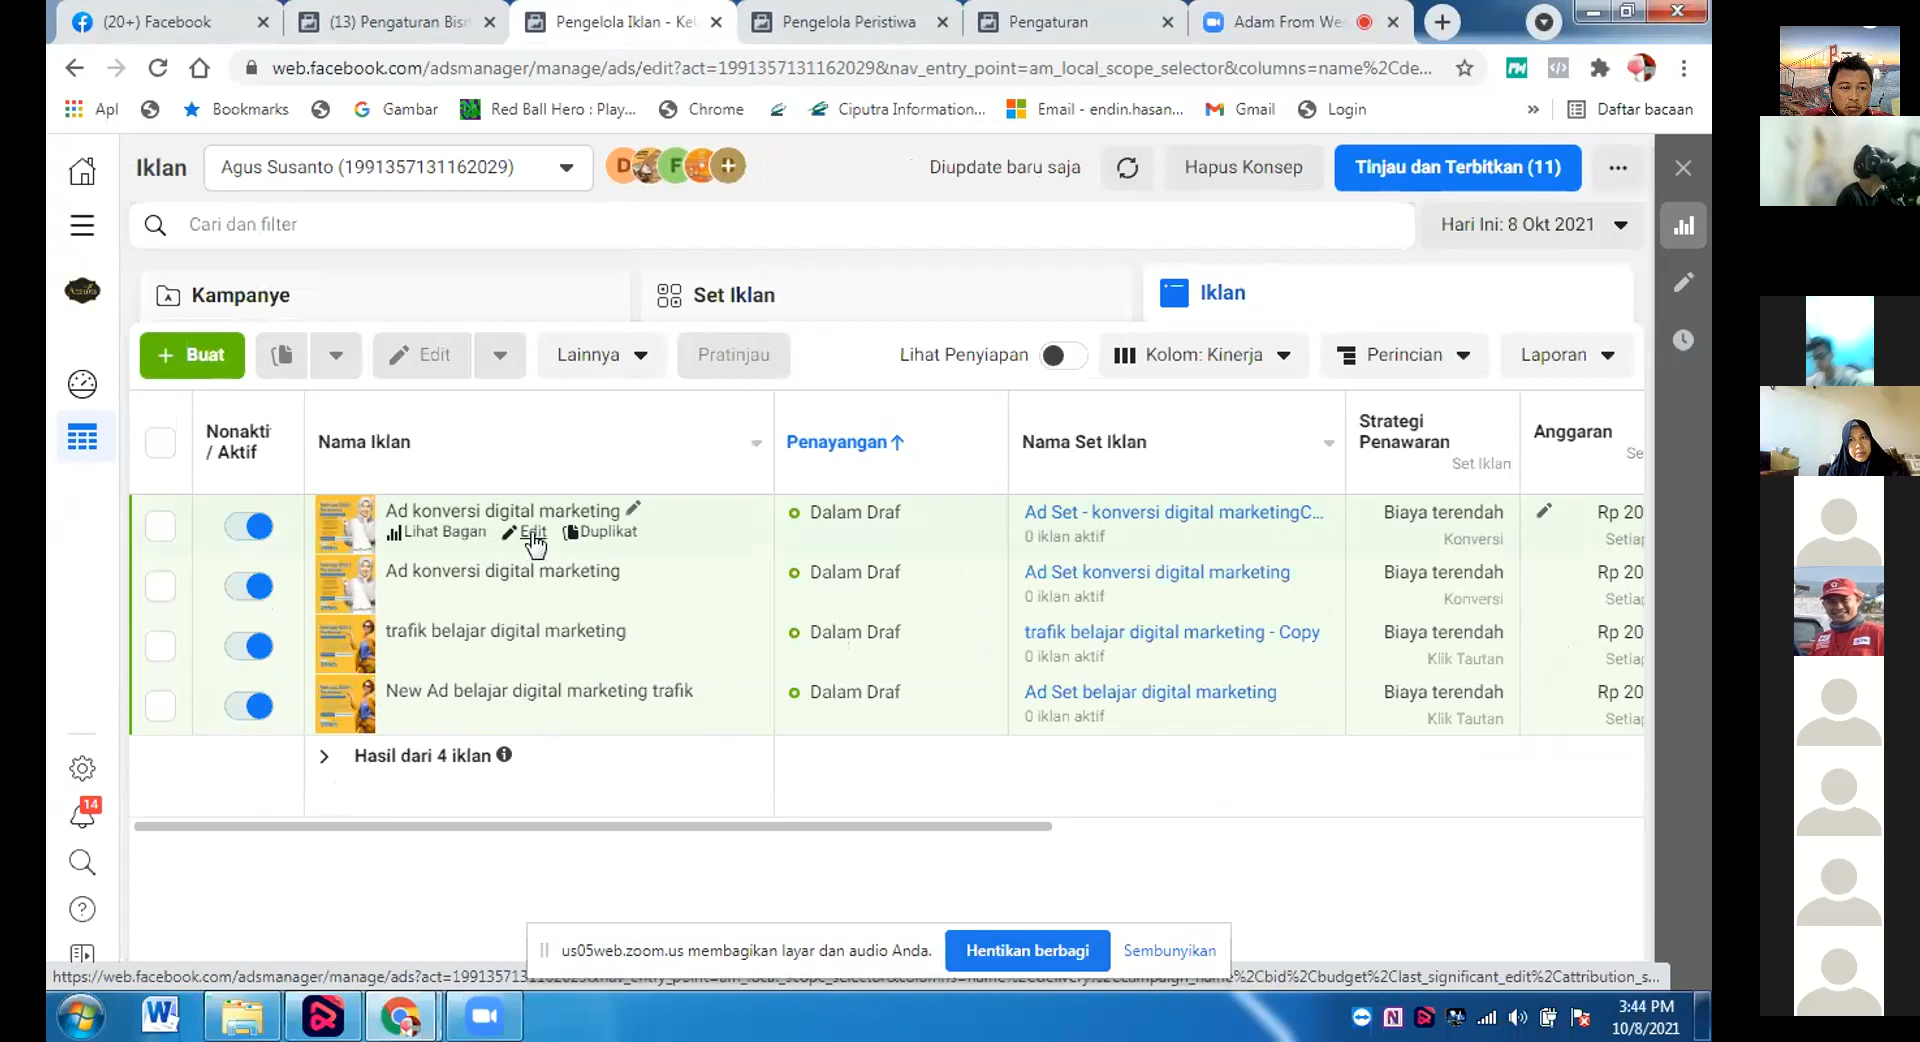 (20+) Facebook
(13) Pengaturan Bisn
Pengelola Iklan - Kel
Pengelola Peristiwa
Pengaturan
Adam From We
web.facebook.com/adsmanager/manage/ads/edit?act=1991357131162029&nav_entry_point=am_local_scope_selector&columns=name%2Cde...
Apl
Bookmarks
Gambar
Red Ball Hero : Play...
Chrome
Ciputra Information...
Email - endin.hasan...
Gmail
Login
»
Daftar bacaan
Iklan
Agus Susanto (1991357131162029)
D
F
Diupdate baru saja
Hapus Konsep
Tinjau dan Terbitkan (11)
Cari dan filter
Hari Ini: 8 Okt 2021
Kampanye
Set Iklan
Iklan
+ Buat
Edit
Lainnya
Pratinjau
Lihat Penyiapan
Kolom: Kinerja
Perincian
Laporan
Nonakti
/ Aktif
Nama Iklan
Penayangan↑
Nama Set Iklan
Strategi
Penawaran
Set Iklan
Anggaran
Se
Ad konversi digital marketing
Lihat Bagan
Edit
Duplikat
Dalam Draf
Ad Set - konversi digital marketingC...
0 iklan aktif
Biaya terendah
Konversi
Rp 20
Setiap
Ad konversi digital marketing
Dalam Draf
Ad Set konversi digital marketing
0 iklan aktif
Biaya terendah
Konversi
Rp 20
Setiap
trafik belajar digital marketing
Dalam Draf
trafik belajar digital marketing - Copy
0 iklan aktif
Biaya terendah
Klik Tautan
Rp 20
Setiap
New Ad belajar digital marketing trafik
Dalam Draf
Ad Set belajar digital marketing
0 iklan aktif
Biaya terendah
Klik Tautan
Rp 20
Setiap
Hasil dari 4 iklan
14
us05web.zoom.us membagikan layar dan audio Anda.
Hentikan berbagi
Sembunyikan
3:44 PM
10/8/2021